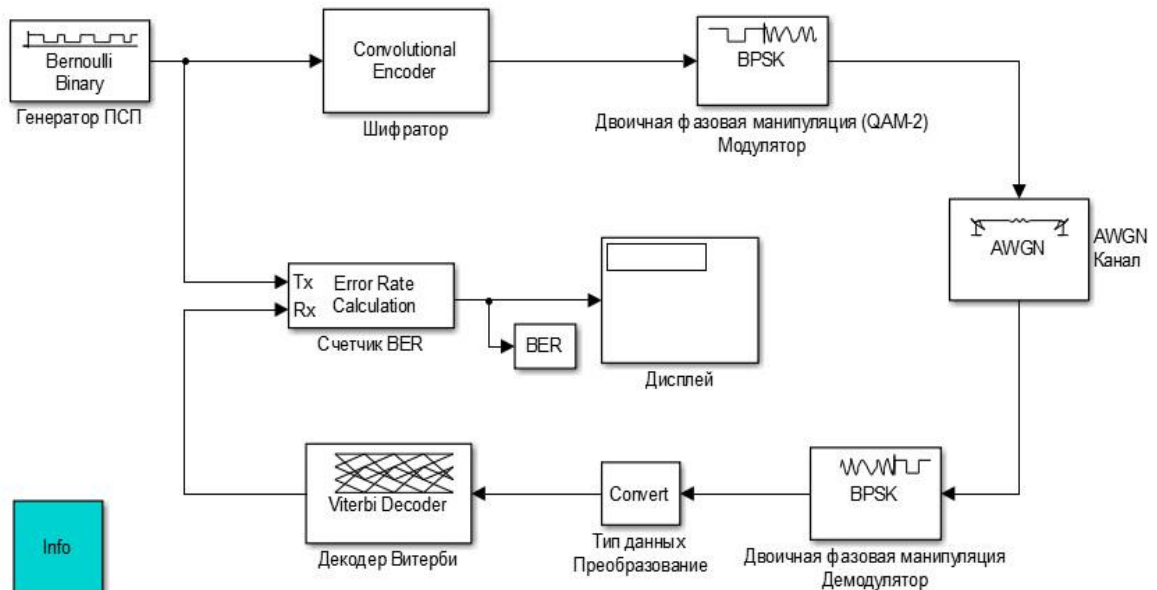 Bernoulli
Binary
Генератор ПСП
Convolutional
Encoder
Шифратор
BPSK
Двоичная фазовая манипуляция (QAM-2)
Модулятор
AWGN
AWGN
Канал
Tx
Rx
Error Rate
Calculation
Счетчик BER
BER
Дисплей
Viterbi Decoder
Декодер Витерби
Convert
Тип данных
Преобразование
BPSK
Двоичная фазовая манипуляция
Демодулятор
Info